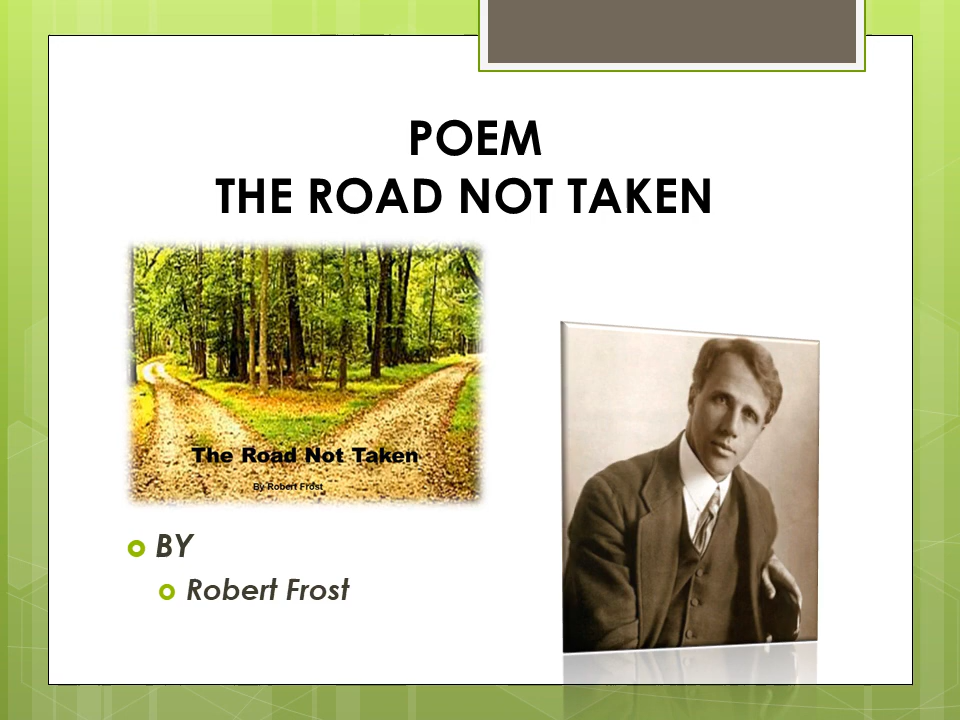 POEM
THE ROAD NOT TAKEN
The Road Not Taken
By Robert Frost
BY
Robert Frost